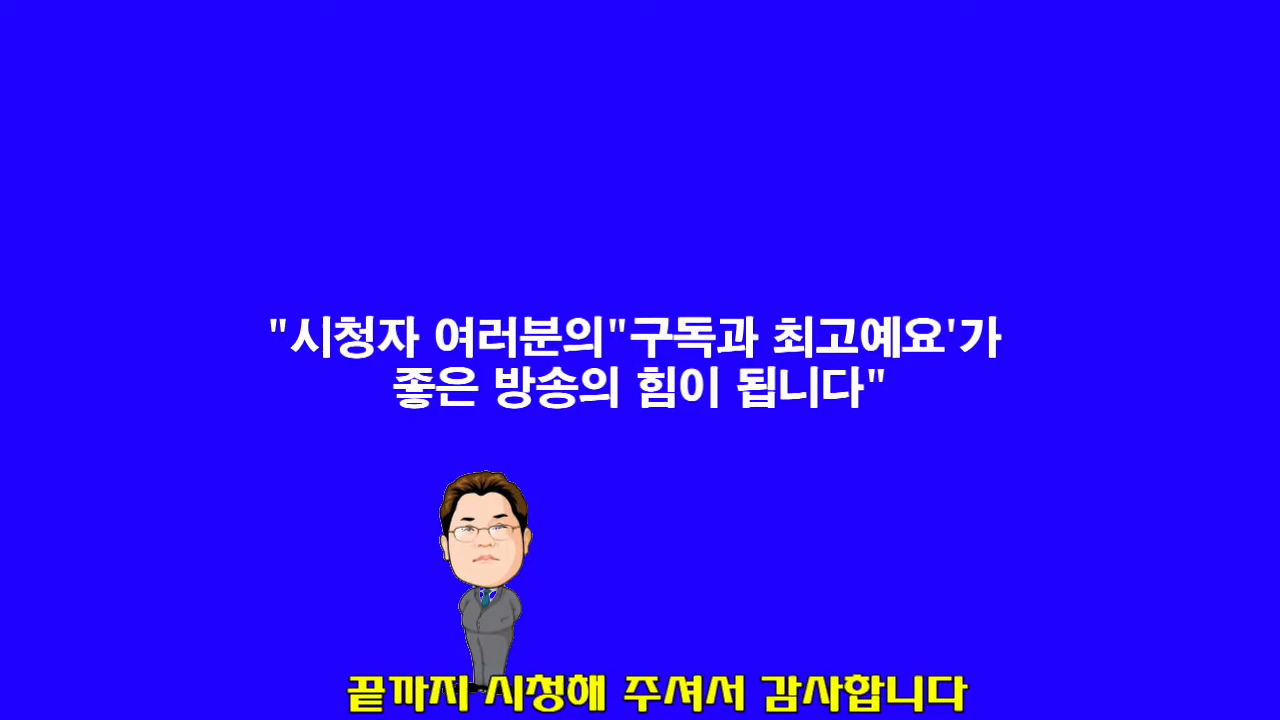 "시청자 여러분의"구독과 최고예요'가
좋은 방송의 힘이 됩니다"
끝까지 시청해 주셔서 감사합니다